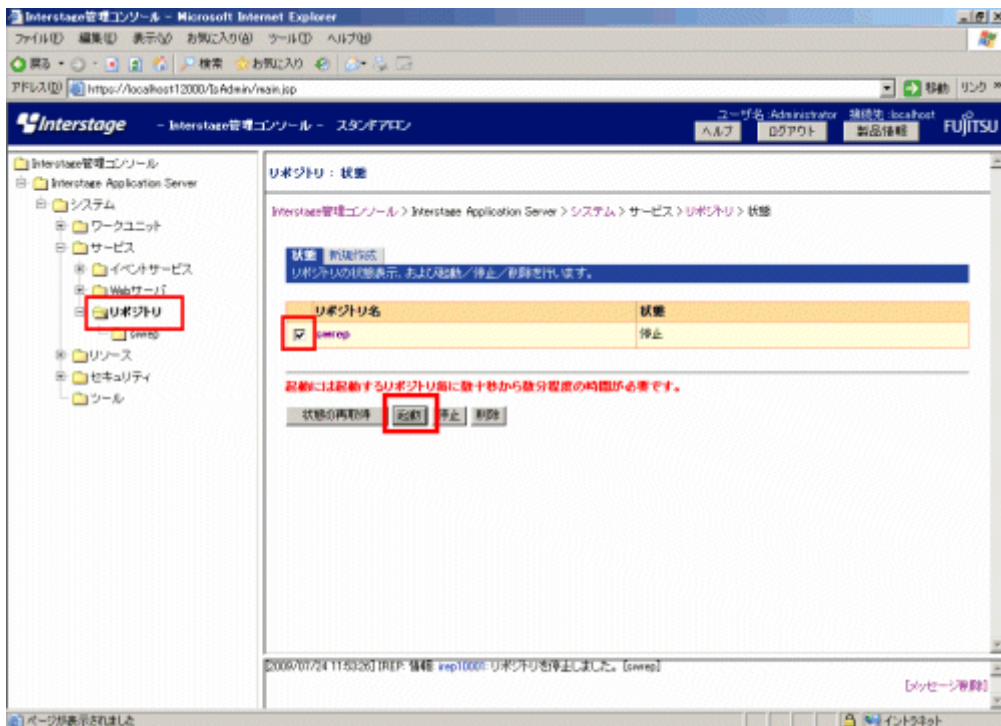 Interstage管理コンソール - Microsoft Internet Explorer
ファイル(F) 編集(E) 表示(V) お気に入り(A) ツール(T) ヘルプ(H)
戻る 検索 お気に入り
アドレス(D) https://localhost:12000/IsAdmin/main.jsp 移動 リンク »
Interstage - Interstage管理コンソール - スタンドアロン
ユーザ名 :Administrator 接続先 :localhost
ヘルプ ログアウト 製品情報 FUJITSU
Interstage管理コンソール
Interstage Application Server
システム
ワークユニット
サービス
イベントサービス
Webサーバ
リポジトリ
swrep
リソース
セキュリティ
ツール
リポジトリ : 状態
Interstage管理コンソール > Interstage Application Server > システム > サービス > リポジトリ > 状態
状態 新規作成
リポジトリの状態表示、および起動／停止／削除を行います。
リポジトリ名 状態
swrep 停止
起動には起動するリポジトリ毎に数十秒から数分程度の時間が必要です。
状態の再取得 起動 停止 削除
[2009/07/24 11:53:26] IREP: 情報: irep10001: リポジトリを停止しました。 [swrep]
[メッセージ削除]
ページが表示されました イントラネット